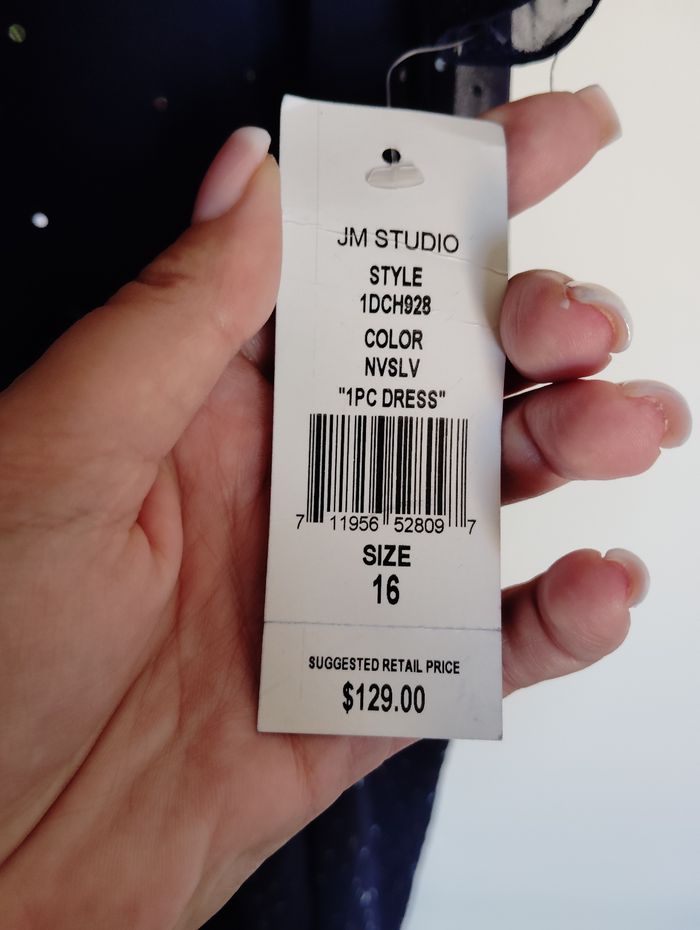 JM STUDIO
STYLE
1DCH928
COLOR
NVSLV
"1PC DRESS"
7 11956 52809 7
SIZE
16
SUGGESTED RETAIL PRICE
$129.00